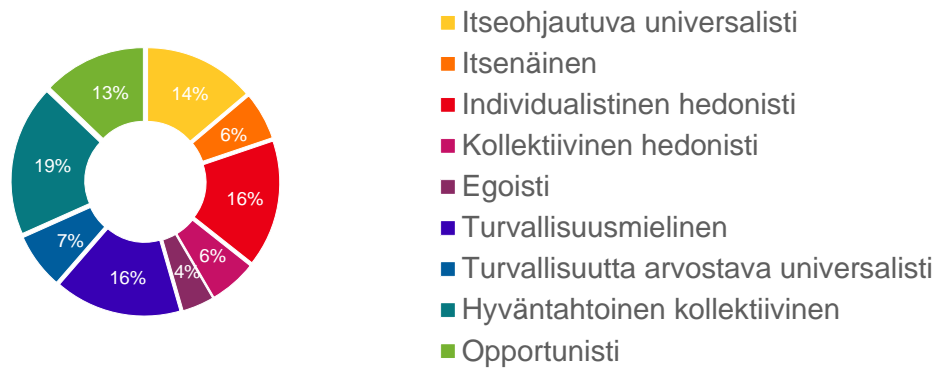 14%
6%
16%
6%
4%
16%
7%
19%
13%
Itseohjautuva universalisti
Itsenäinen
Individualistinen hedonisti
Kollektiivinen hedonisti
Egoisti
Turvallisuusmielinen
Turvallisuutta arvostava universalisti
Hyväntahtoinen kollektiivinen
Opportunisti